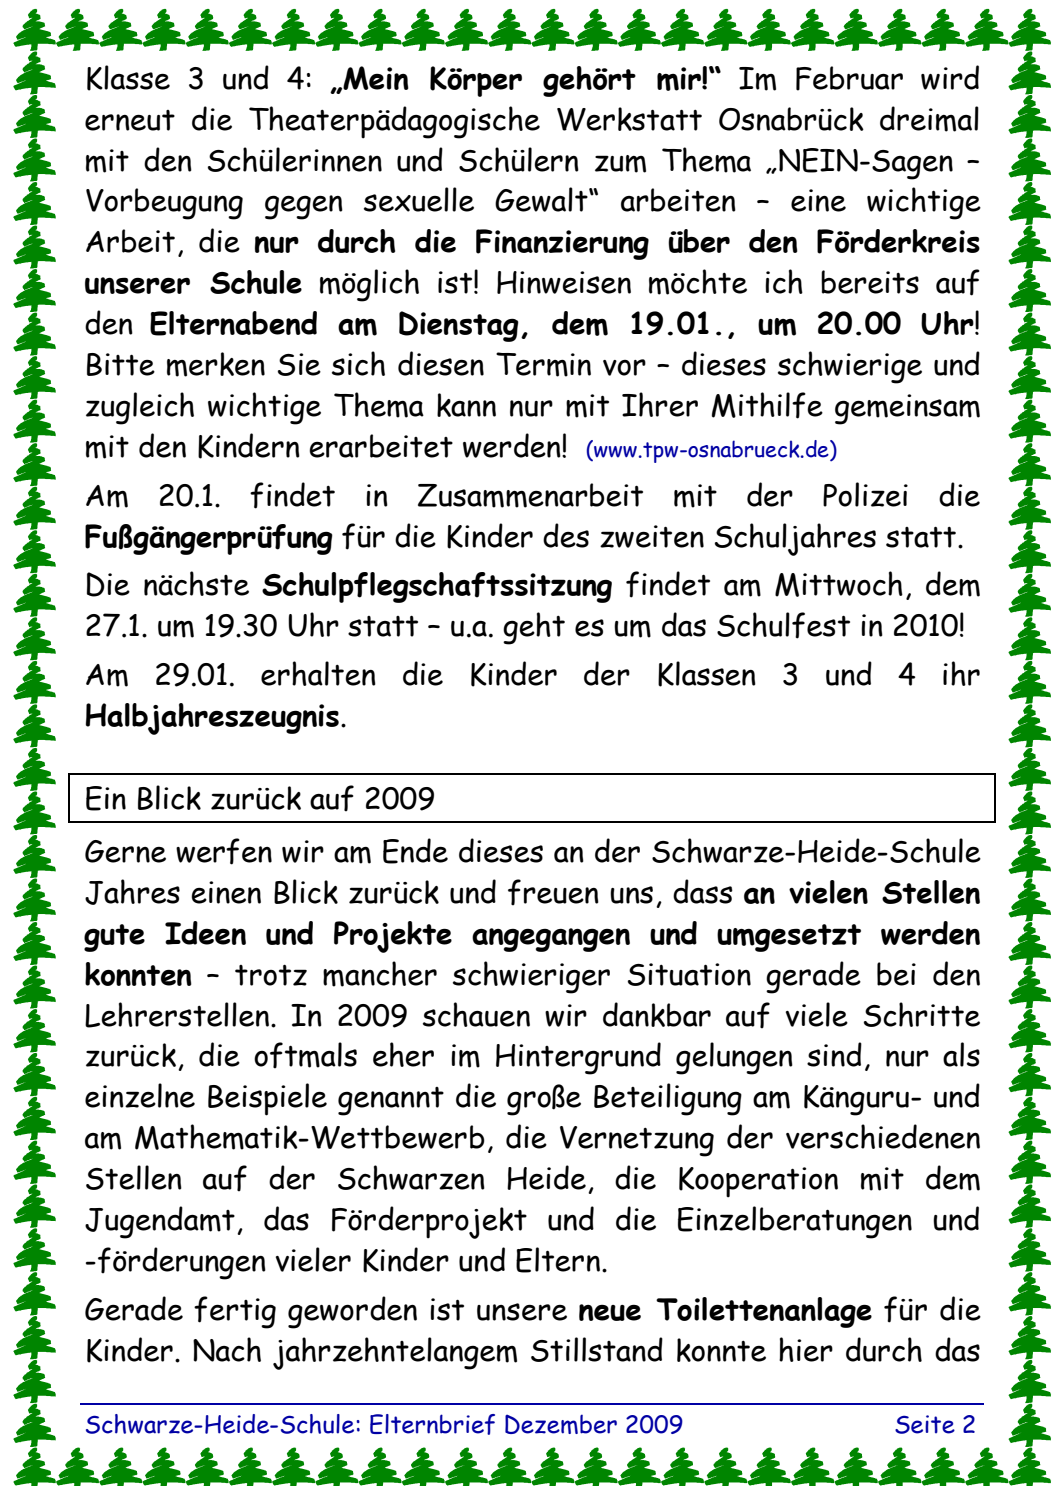 Klasse 3 und 4: „Mein Körper gehört mir!“ Im Februar wird
erneut die Theaterpädagogische Werkstatt Osnabrück dreimal
mit den Schülerinnen und Schülern zum Thema „NEIN-Sagen –
Vorbeugung gegen sexuelle Gewalt“ arbeiten – eine wichtige
Arbeit, die nur durch die Finanzierung über den Förderkreis
unserer Schule möglich ist! Hinweisen möchte ich bereits auf
den Elternabend am Dienstag, dem 19.01., um 20.00 Uhr!
Bitte merken Sie sich diesen Termin vor – dieses schwierige und
zugleich wichtige Thema kann nur mit Ihrer Mithilfe gemeinsam
mit den Kindern erarbeitet werden! (www.tpw-osnabrueck.de)
Am 20.1. findet in Zusammenarbeit mit der Polizei die
Fußgängerprüfung für die Kinder des zweiten Schuljahres statt.
Die nächste Schulpflegschaftssitzung findet am Mittwoch, dem
27.1. um 19.30 Uhr statt – u.a. geht es um das Schulfest in 2010!
Am 29.01. erhalten die Kinder der Klassen 3 und 4 ihr
Halbjahreszeugnis.
Ein Blick zurück auf 2009
Gerne werfen wir am Ende dieses an der Schwarze-Heide-Schule
Jahres einen Blick zurück und freuen uns, dass an vielen Stellen
gute Ideen und Projekte angegangen und umgesetzt werden
konnten – trotz mancher schwieriger Situation gerade bei den
Lehrerstellen. In 2009 schauen wir dankbar auf viele Schritte
zurück, die oftmals eher im Hintergrund gelungen sind, nur als
einzelne Beispiele genannt die große Beteiligung am Känguru- und
am Mathematik-Wettbewerb, die Vernetzung der verschiedenen
Stellen auf der Schwarzen Heide, die Kooperation mit dem
Jugendamt, das Förderprojekt und die Einzelberatungen und
-förderungen vieler Kinder und Eltern.
Gerade fertig geworden ist unsere neue Toilettenanlage für die
Kinder. Nach jahrzehntelangem Stillstand konnte hier durch das
Schwarze-Heide-Schule: Elternbrief Dezember 2009 Seite 2